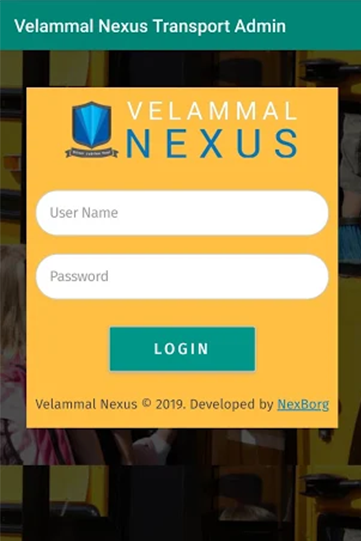 Velammal Nexus Transport Admin
VELAMMAL
NEXUS
User Name
Password
LOGIN
Velammal Nexus © 2019. Developed by NexBorg